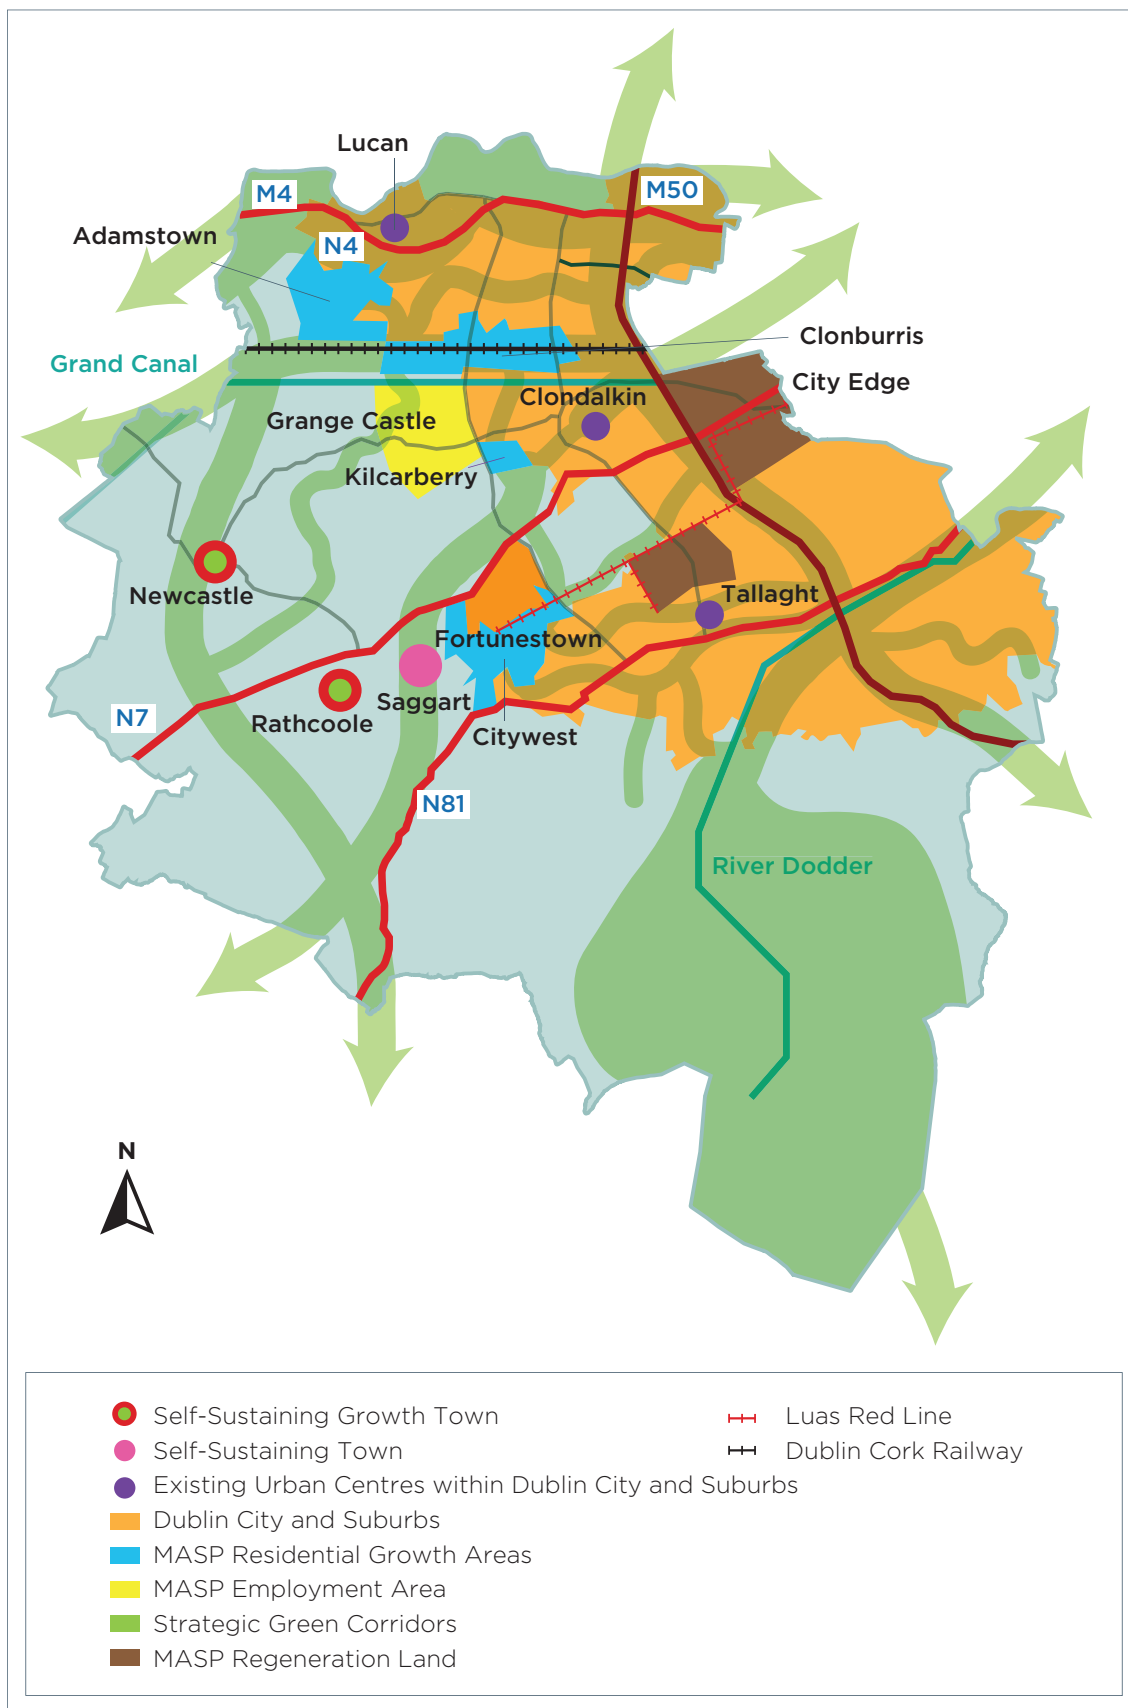 Lucan
M4
M50
Adamstown
N4
Clonburris
Grand Canal
City Edge
Clondalkin
Grange Castle
Kilcarberry
Newcastle
Tallaght
Fortunestown
Saggart
N7
Rathcoole
Citywest
N81
River Dodder
N
Self-Sustaining Growth Town
Self-Sustaining Town
Existing Urban Centres within Dublin City and Suburbs
Dublin City and Suburbs
MASP Residential Growth Areas
MASP Employment Area
Strategic Green Corridors
MASP Regeneration Land
Luas Red Line
Dublin Cork Railway